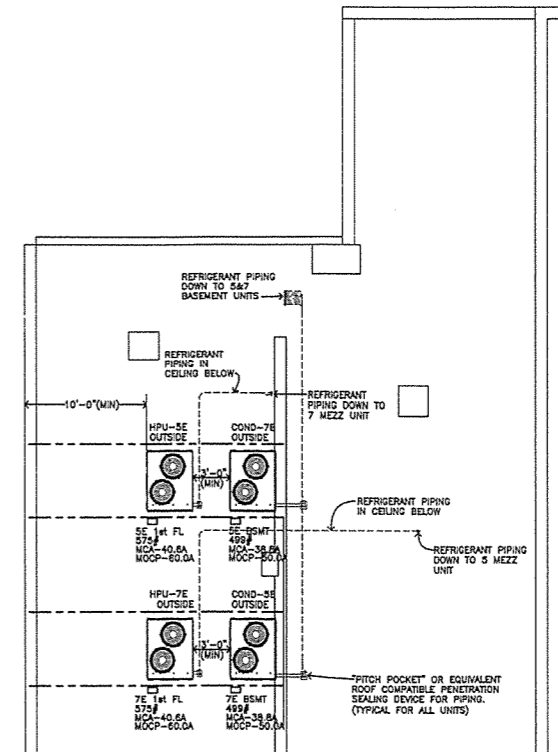 REFRIGERANT PIPING
DOWN TO 5&7
BASEMENT UNITS
REFRIGERANT
PIPING IN
CEILING BELOW
10'-0"(MIN)
REFRIGERANT
PIPING DOWN TO
7 MEZZ UNIT
HPU-5E
OUTSIDE
COND-7E
OUTSIDE
3'-0"
(MIN)
REFRIGERANT PIPING
IN CEILING BELOW
5E 1st FL
575#
MCA-40.6A
MOCP-60.0A
5E BSMT
499#
MCA-38.8A
MOCP-50.0A
REFRIGERANT PIPING
DOWN TO 5 MEZZ
UNIT
HPU-7E
OUTSIDE
COND-5E
OUTSIDE
3'-0"
(MIN)
"PITCH POCKET" OR EQUIVALENT
ROOF COMPATIBLE PENETRATION
SEALING DEVICE FOR PIPING.
(TYPICAL FOR ALL UNITS)
7E 1st FL
575#
MCA-40.6A
MOCP-60.0A
7E BSMT
499#
MCA-38.8A
MOCP-50.0A